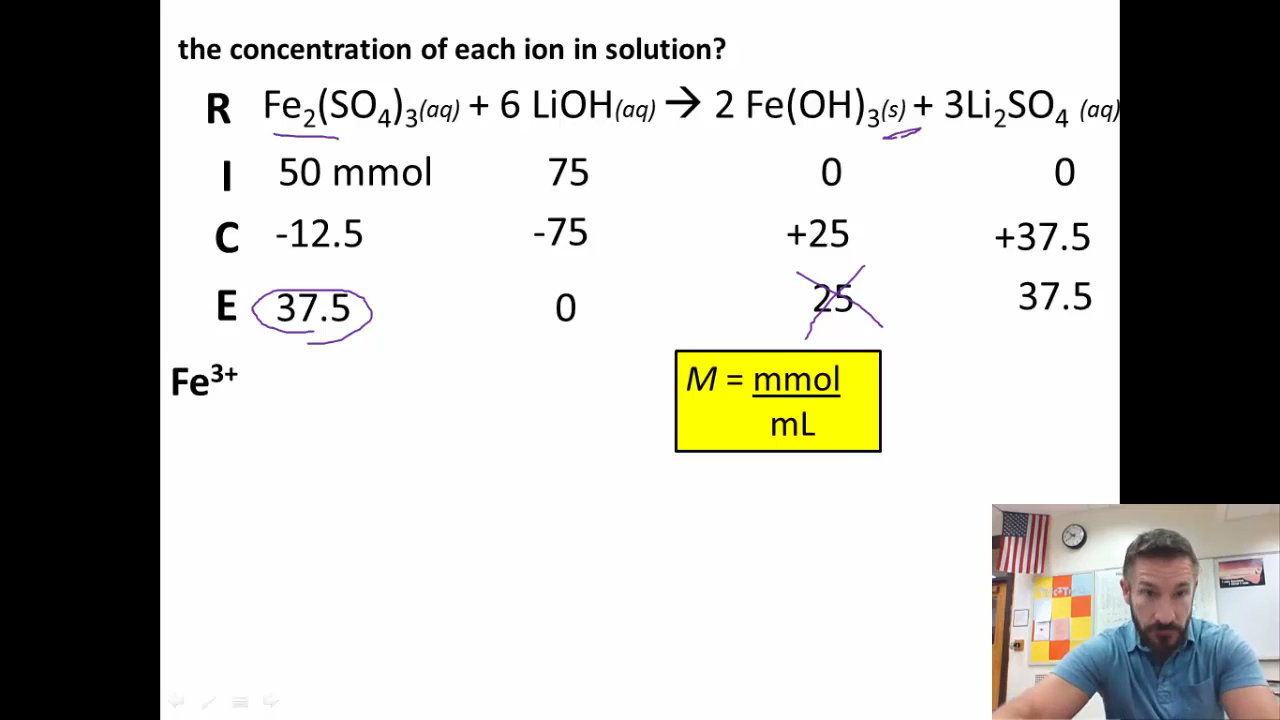 the concentration of each ion in solution?
R Fe₂(SO₄)₃(aq) + 6 LiOH(aq) → 2 Fe(OH)₃(s) + 3Li₂SO₄ (aq)
I 50 mmol 75 0 0
C -12.5 -75 +25 +37.5
E 37.5 0 25 37.5
Fe³⁺
M = mmol
mL